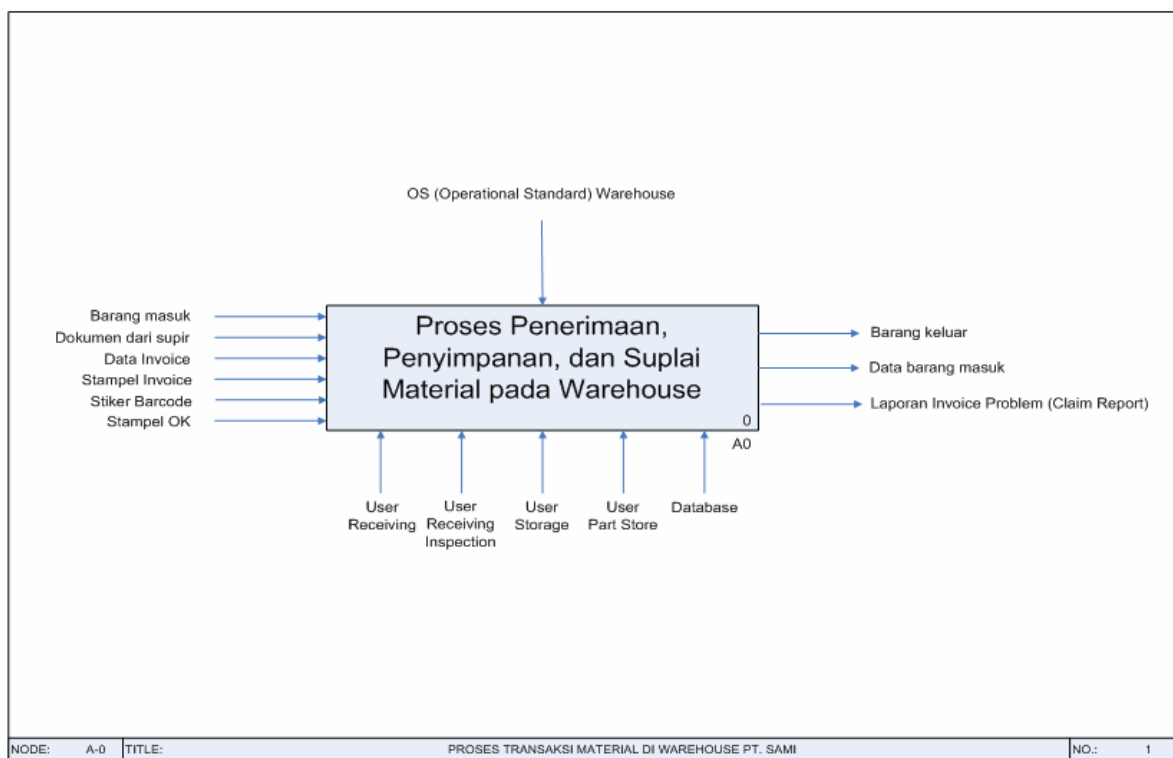 OS (Operational Standard) Warehouse
Barang masuk
Dokumen dari supir
Data Invoice
Stampel Invoice
Stiker Barcode
Stampel OK
Proses Penerimaan,
Penyimpanan, dan Suplai
Material pada Warehouse
0
A0
Barang keluar
Data barang masuk
Laporan Invoice Problem (Claim Report)
User
Receiving
User
Receiving
Inspection
User
Storage
User
Part Store
Database
NODE: A-0 TITLE: PROSES TRANSAKSI MATERIAL DI WAREHOUSE PT. SAMI NO.: 1